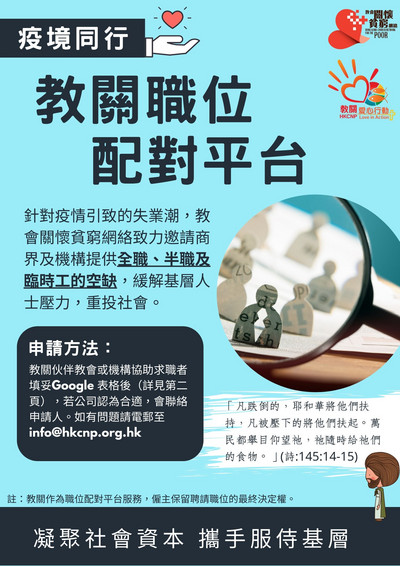 疫境同行
教會關懷貧窮網絡
POOR
教關
HKCNP
愛心行動
Love in Action
教關職位
配對平台
針對疫情引致的失業潮，教
會關懷貧窮網絡致力邀請商
界及機構提供全職、半職及
臨時工的空缺，緩解基層人
士壓力，重投社會。
申請方法：
教關伙伴教會或機構協助求職者
填妥Google 表格後（詳見第二
頁），若公司認為合適，會聯絡
申請人。如有問題請電郵至
info@hkcnp.org.hk
「凡跌倒的，耶和華將他們扶
持，凡被壓下的將他們扶起。萬
民都舉目仰望祂，祂隨時給祂們
的食物。」(詩:145:14-15)
註：教關作為職位配對平台服務，僱主保留聘請職位的最終決定權。
凝聚社會資本 攜手服侍基層